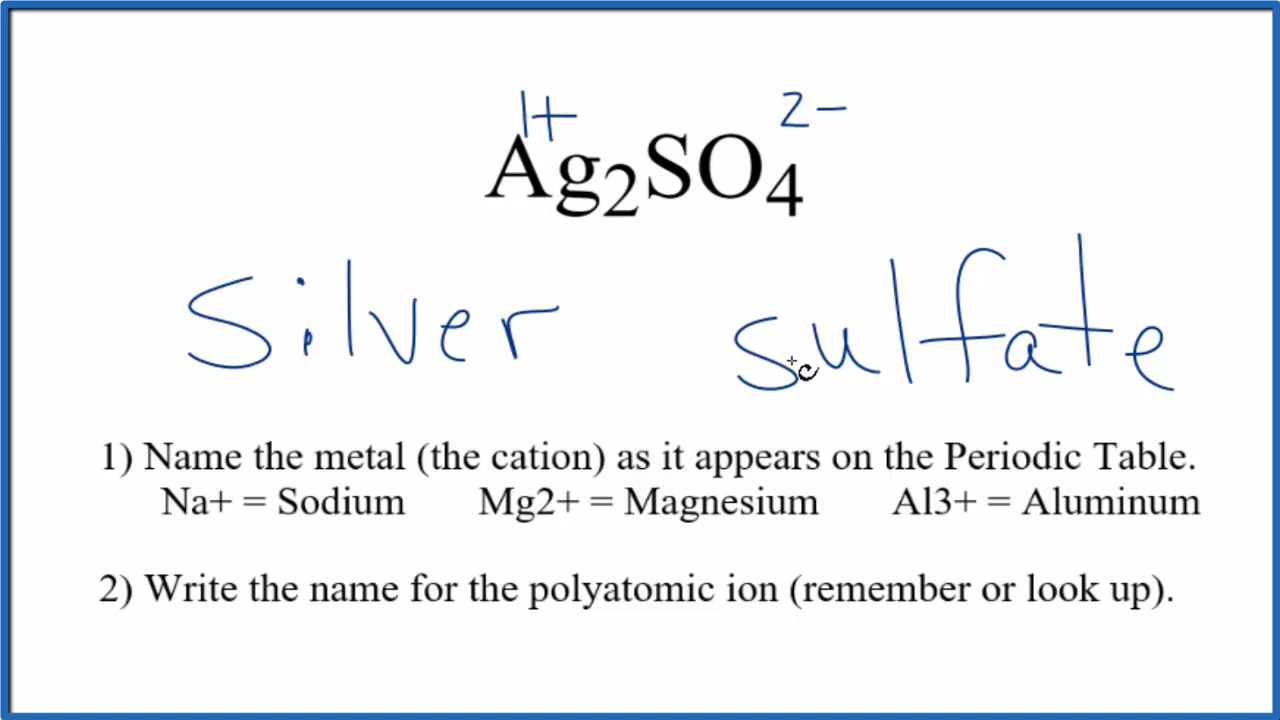 1+ 2-
Ag₂SO₄
Silver sulfate
1) Name the metal (the cation) as it appears on the Periodic Table.
Na+ = Sodium Mg2+ = Magnesium Al3+ = Aluminum
2) Write the name for the polyatomic ion (remember or look up).